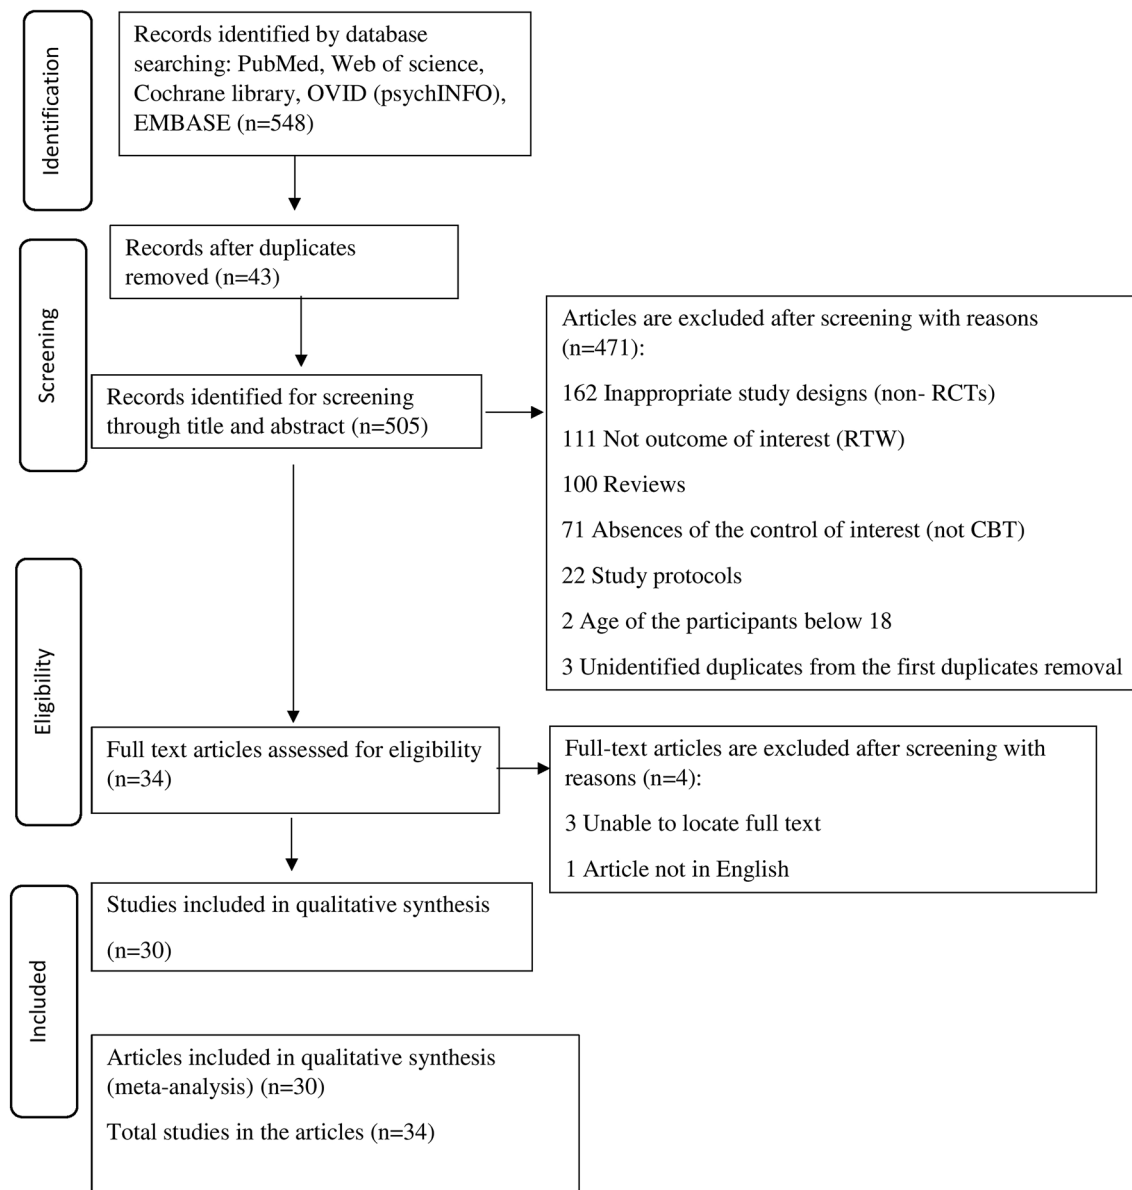 Identification
Records identified by database
searching: PubMed, Web of science,
Cochrane library, OVID (psychINFO),
EMBASE (n=548)
Screening
Records after duplicates
removed (n=43)
Records identified for screening
through title and abstract (n=505)
Articles are excluded after screening with reasons
(n=471):
162 Inappropriate study designs (non- RCTs)
111 Not outcome of interest (RTW)
100 Reviews
71 Absences of the control of interest (not CBT)
22 Study protocols
2 Age of the participants below 18
3 Unidentified duplicates from the first duplicates removal
Eligibility
Full text articles assessed for eligibility
(n=34)
Full-text articles are excluded after screening with
reasons (n=4):
3 Unable to locate full text
1 Article not in English
Included
Studies included in qualitative synthesis
(n=30)
Articles included in qualitative synthesis
(meta-analysis) (n=30)
Total studies in the articles (n=34)